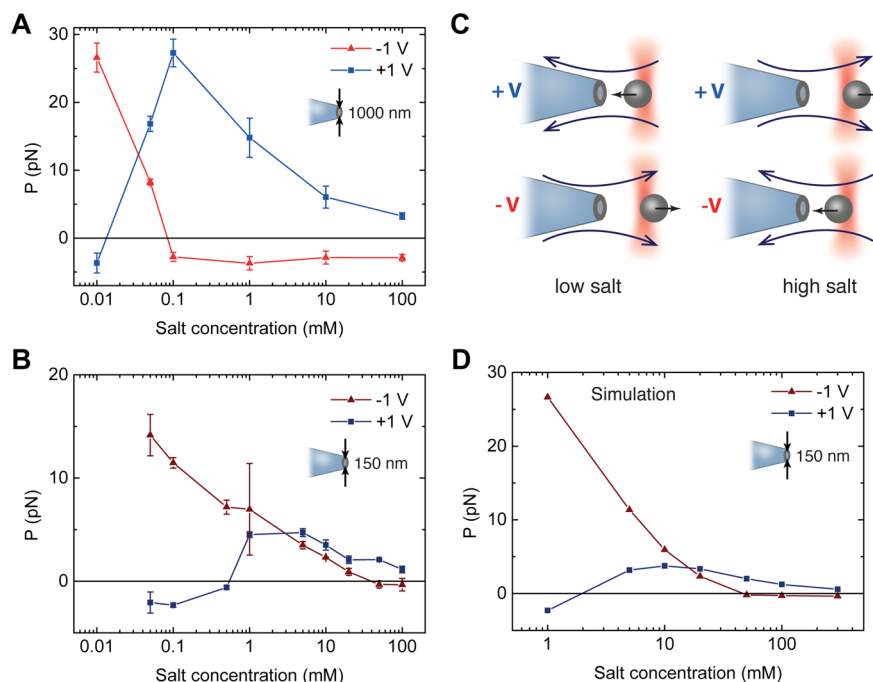 A
30
20
10
0
P (pN)
-1 V
+1 V
1000 nm
0.01 0.1 1 10 100
Salt concentration (mM)
B
20
10
0
P (pN)
-1 V
+1 V
150 nm
0.01 0.1 1 10 100
Salt concentration (mM)
C
+V +V
-V -V
low salt high salt
D
30
20
10
0
P (pN)
Simulation
-1 V
+1 V
150 nm
1 10 100
Salt concentration (mM)